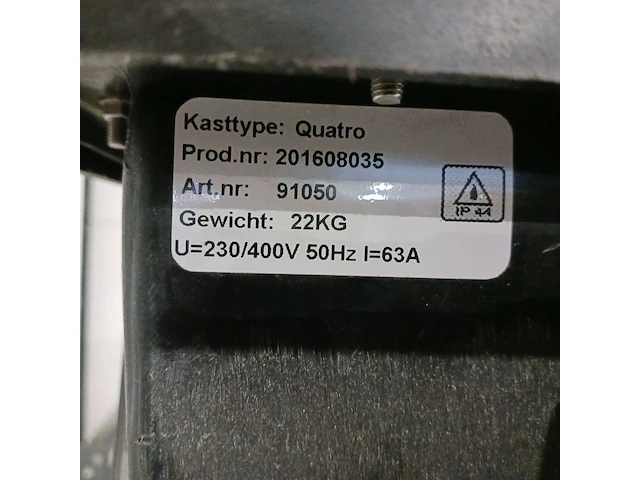 Kasttype: Quatro
Prod.nr: 201608035
Art.nr: 91050
Gewicht: 22KG
IP 44
U=230/400V 50Hz I=63A